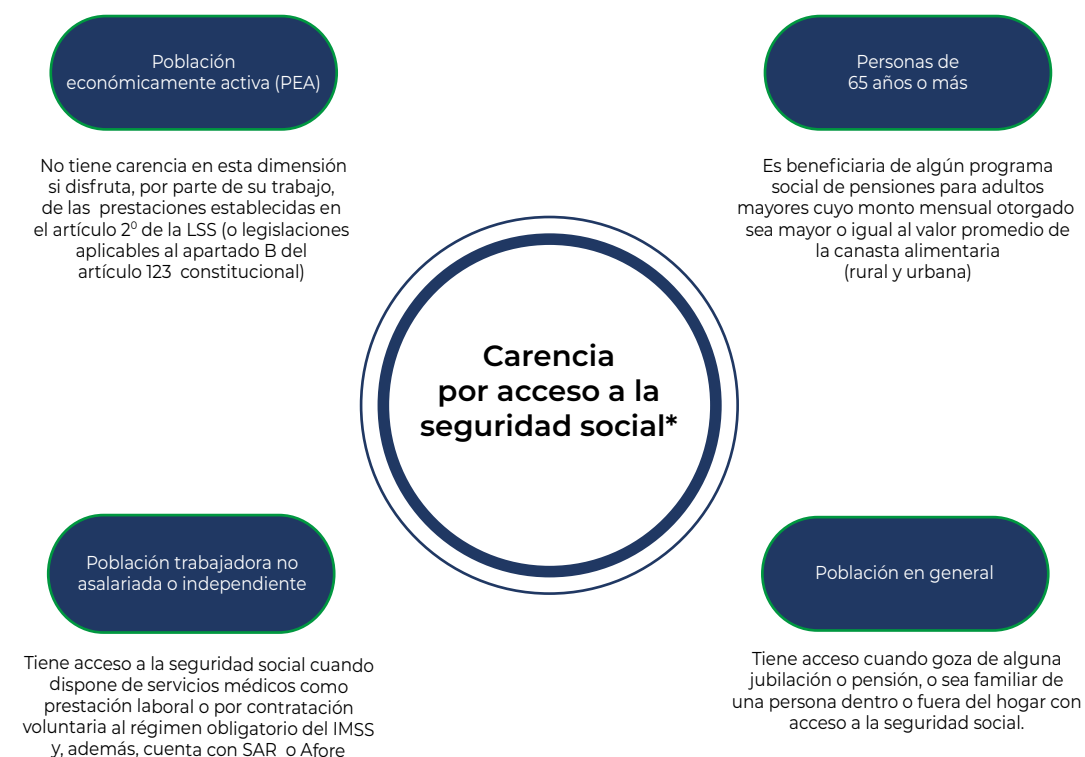 Población
económicamente activa (PEA)
No tiene carencia en esta dimensión
si disfruta, por parte de su trabajo,
de las prestaciones establecidas en
el artículo 2⁰ de la LSS (o legislaciones
aplicables al apartado B del
artículo 123 constitucional)
Personas de
65 años o más
Es beneficiaria de algún programa
social de pensiones para adultos
mayores cuyo monto mensual otorgado
sea mayor o igual al valor promedio de
la canasta alimentaria
(rural y urbana)
Carencia
por acceso a la
seguridad social*
Población trabajadora no
asalariada o independiente
Tiene acceso a la seguridad social cuando
dispone de servicios médicos como
prestación laboral o por contratación
voluntaria al régimen obligatorio del IMSS
y, además, cuenta con SAR o Afore
Población en general
Tiene acceso cuando goza de alguna
jubilación o pensión, o sea familiar de
una persona dentro o fuera del hogar con
acceso a la seguridad social.